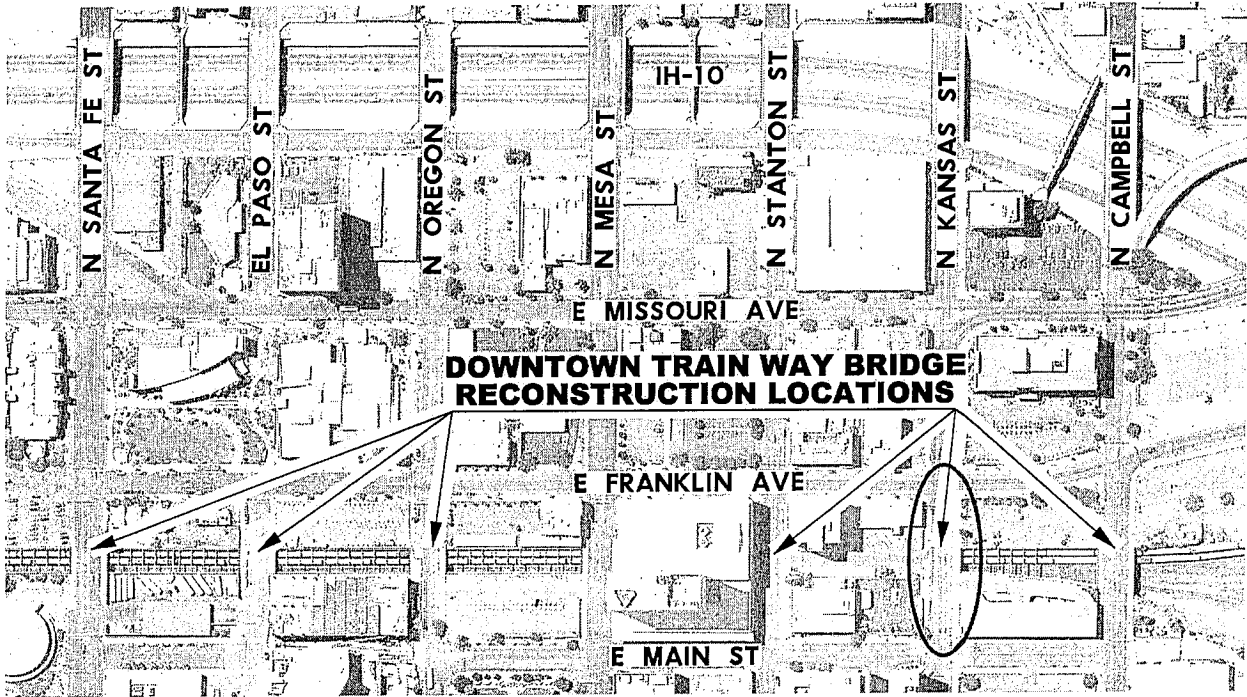 N SANTA FE ST
EL PASO ST
N OREGON ST
N MESA ST
IH-10
N STANTON ST
N KANSAS ST
N CAMPBELL ST
E MISSOURI AVE
DOWNTOWN TRAIN WAY BRIDGE
RECONSTRUCTION LOCATIONS
E FRANKLIN AVE
E MAIN ST